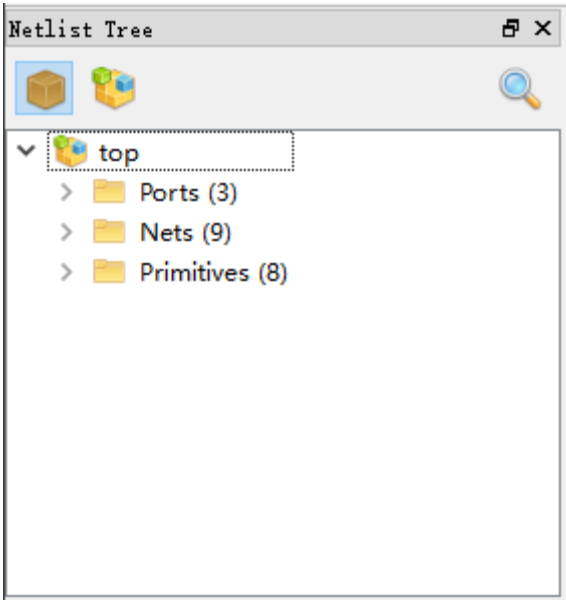 Netlist Tree
top
Ports (3)
Nets (9)
Primitives (8)